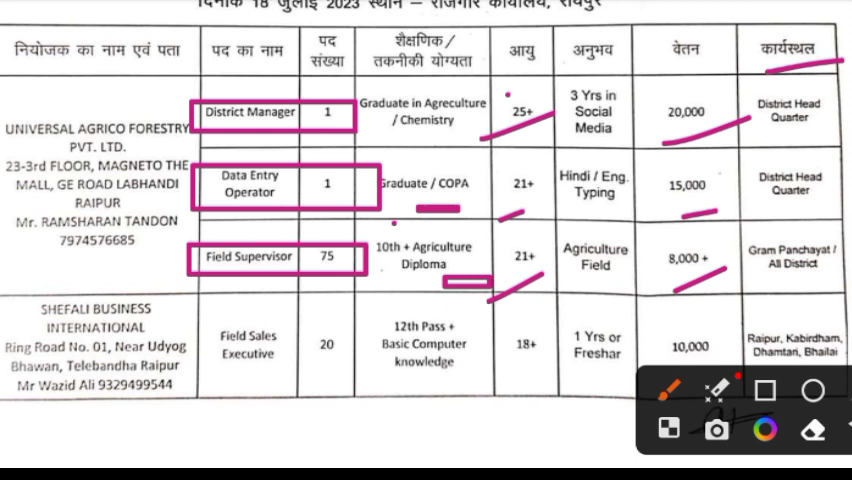 दिनांक 18 जुलाई 2023 स्थान – रोजगार कार्यालय, रायपुर
नियोजक का नाम एवं पता
पद का नाम
पद
संख्या
शैक्षणिक /
तकनीकी योग्यता
आयु
अनुभव
वेतन
कार्यस्थल
UNIVERSAL AGRICO FORESTRY
PVT. LTD.
23-3rd FLOOR, MAGNETO THE
MALL, GE ROAD LABHANDI
RAIPUR
Mr. RAMSHARAN TANDON
7974576685
District Manager
1
Graduate in Agreculture
/ Chemistry
25+
3 Yrs in
Social
Media
20,000
District Head
Quarter
Data Entry
Operator
1
Graduate / COPA
21+
Hindi / Eng.
Typing
15,000
District Head
Quarter
Field Supervisor
75
10th + Agriculture
Diploma
21+
Agriculture
Field
8,000 +
Gram Panchayat /
All District
SHEFALI BUSINESS
INTERNATIONAL
Ring Road No. 01, Near Udyog
Bhawan, Telebandha Raipur
Mr Wazid Ali 9329499544
Field Sales
Executive
20
12th Pass +
Basic Computer
knowledge
18+
1 Yrs or
Freshar
10,000
Raipur, Kabirdham,
Dhamtari, Bhailai